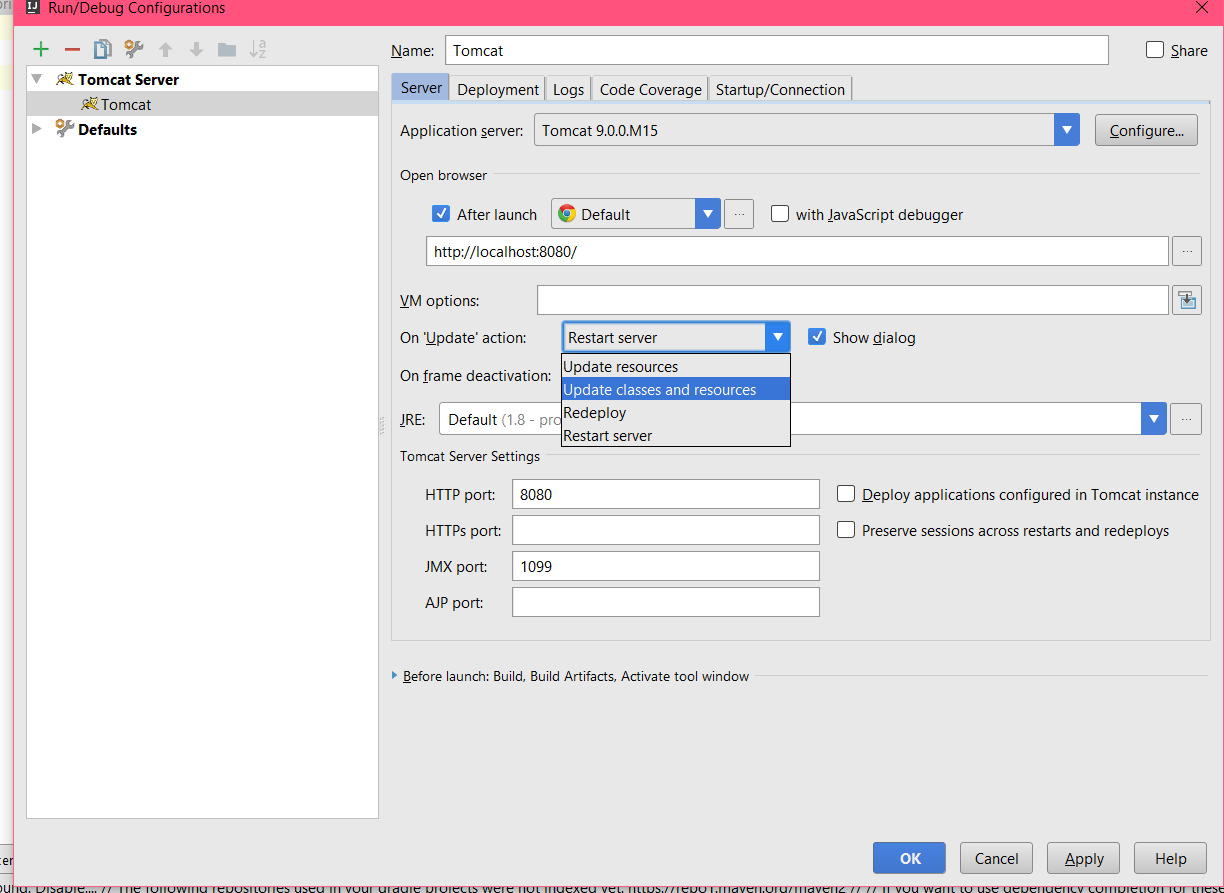 Run/Debug Configurations
Name: Tomcat Share
Tomcat Server
Tomcat
Defaults
Server Deployment Logs Code Coverage Startup/Connection
Application server: Tomcat 9.0.0.M15 Configure...
Open browser
After launch Default ... with JavaScript debugger
http://localhost:8080/ ...
VM options:
On 'Update' action: Restart server Show dialog
Update resources
On frame deactivation:
Update classes and resources
Redeploy
JRE: Default (1.8 - pro ...
Restart server
Tomcat Server Settings
HTTP port: 8080 Deploy applications configured in Tomcat instance
HTTPs port: Preserve sessions across restarts and redeploys
JMX port: 1099
AJP port:
Before launch: Build, Build Artifacts, Activate tool window
OK Cancel Apply Help
ound. Disable.... // The following repositories used in your gradle projects were not indexed yet: https://repo1.maven.org/maven2 // // If you want to use dependency completion for these